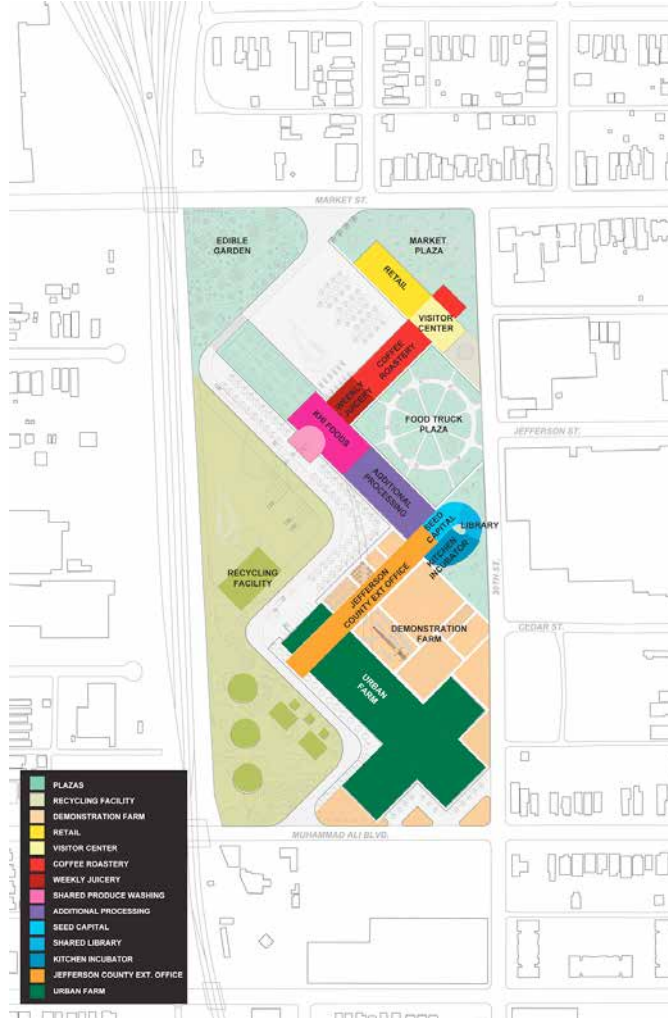 MARKET ST.
EDIBLE
GARDEN
MARKET
PLAZA
RETAIL
VISITOR
CENTER
COFFEE
ROASTERY
WEEKLY
JUICERY
KHI FOODS
FOOD TRUCK
PLAZA
JEFFERSON ST.
ADDITIONAL
PROCESSING
SEED
CAPITAL
LIBRARY
KITCHEN
INCUBATOR
30TH ST.
RECYCLING
FACILITY
JEFFERSON
COUNTY EXT OFFICE
DEMONSTRATION
FARM
CEDAR ST.
URBAN
FARM
MUHAMMAD ALI BLVD.
PLAZAS
RECYCLING FACILITY
DEMONSTRATION FARM
RETAIL
VISITOR CENTER
COFFEE ROASTERY
WEEKLY JUICERY
SHARED PRODUCE WASHING
ADDITIONAL PROCESSING
SEED CAPITAL
SHARED LIBRARY
KITCHEN INCUBATOR
JEFFERSON COUNTY EXT. OFFICE
URBAN FARM